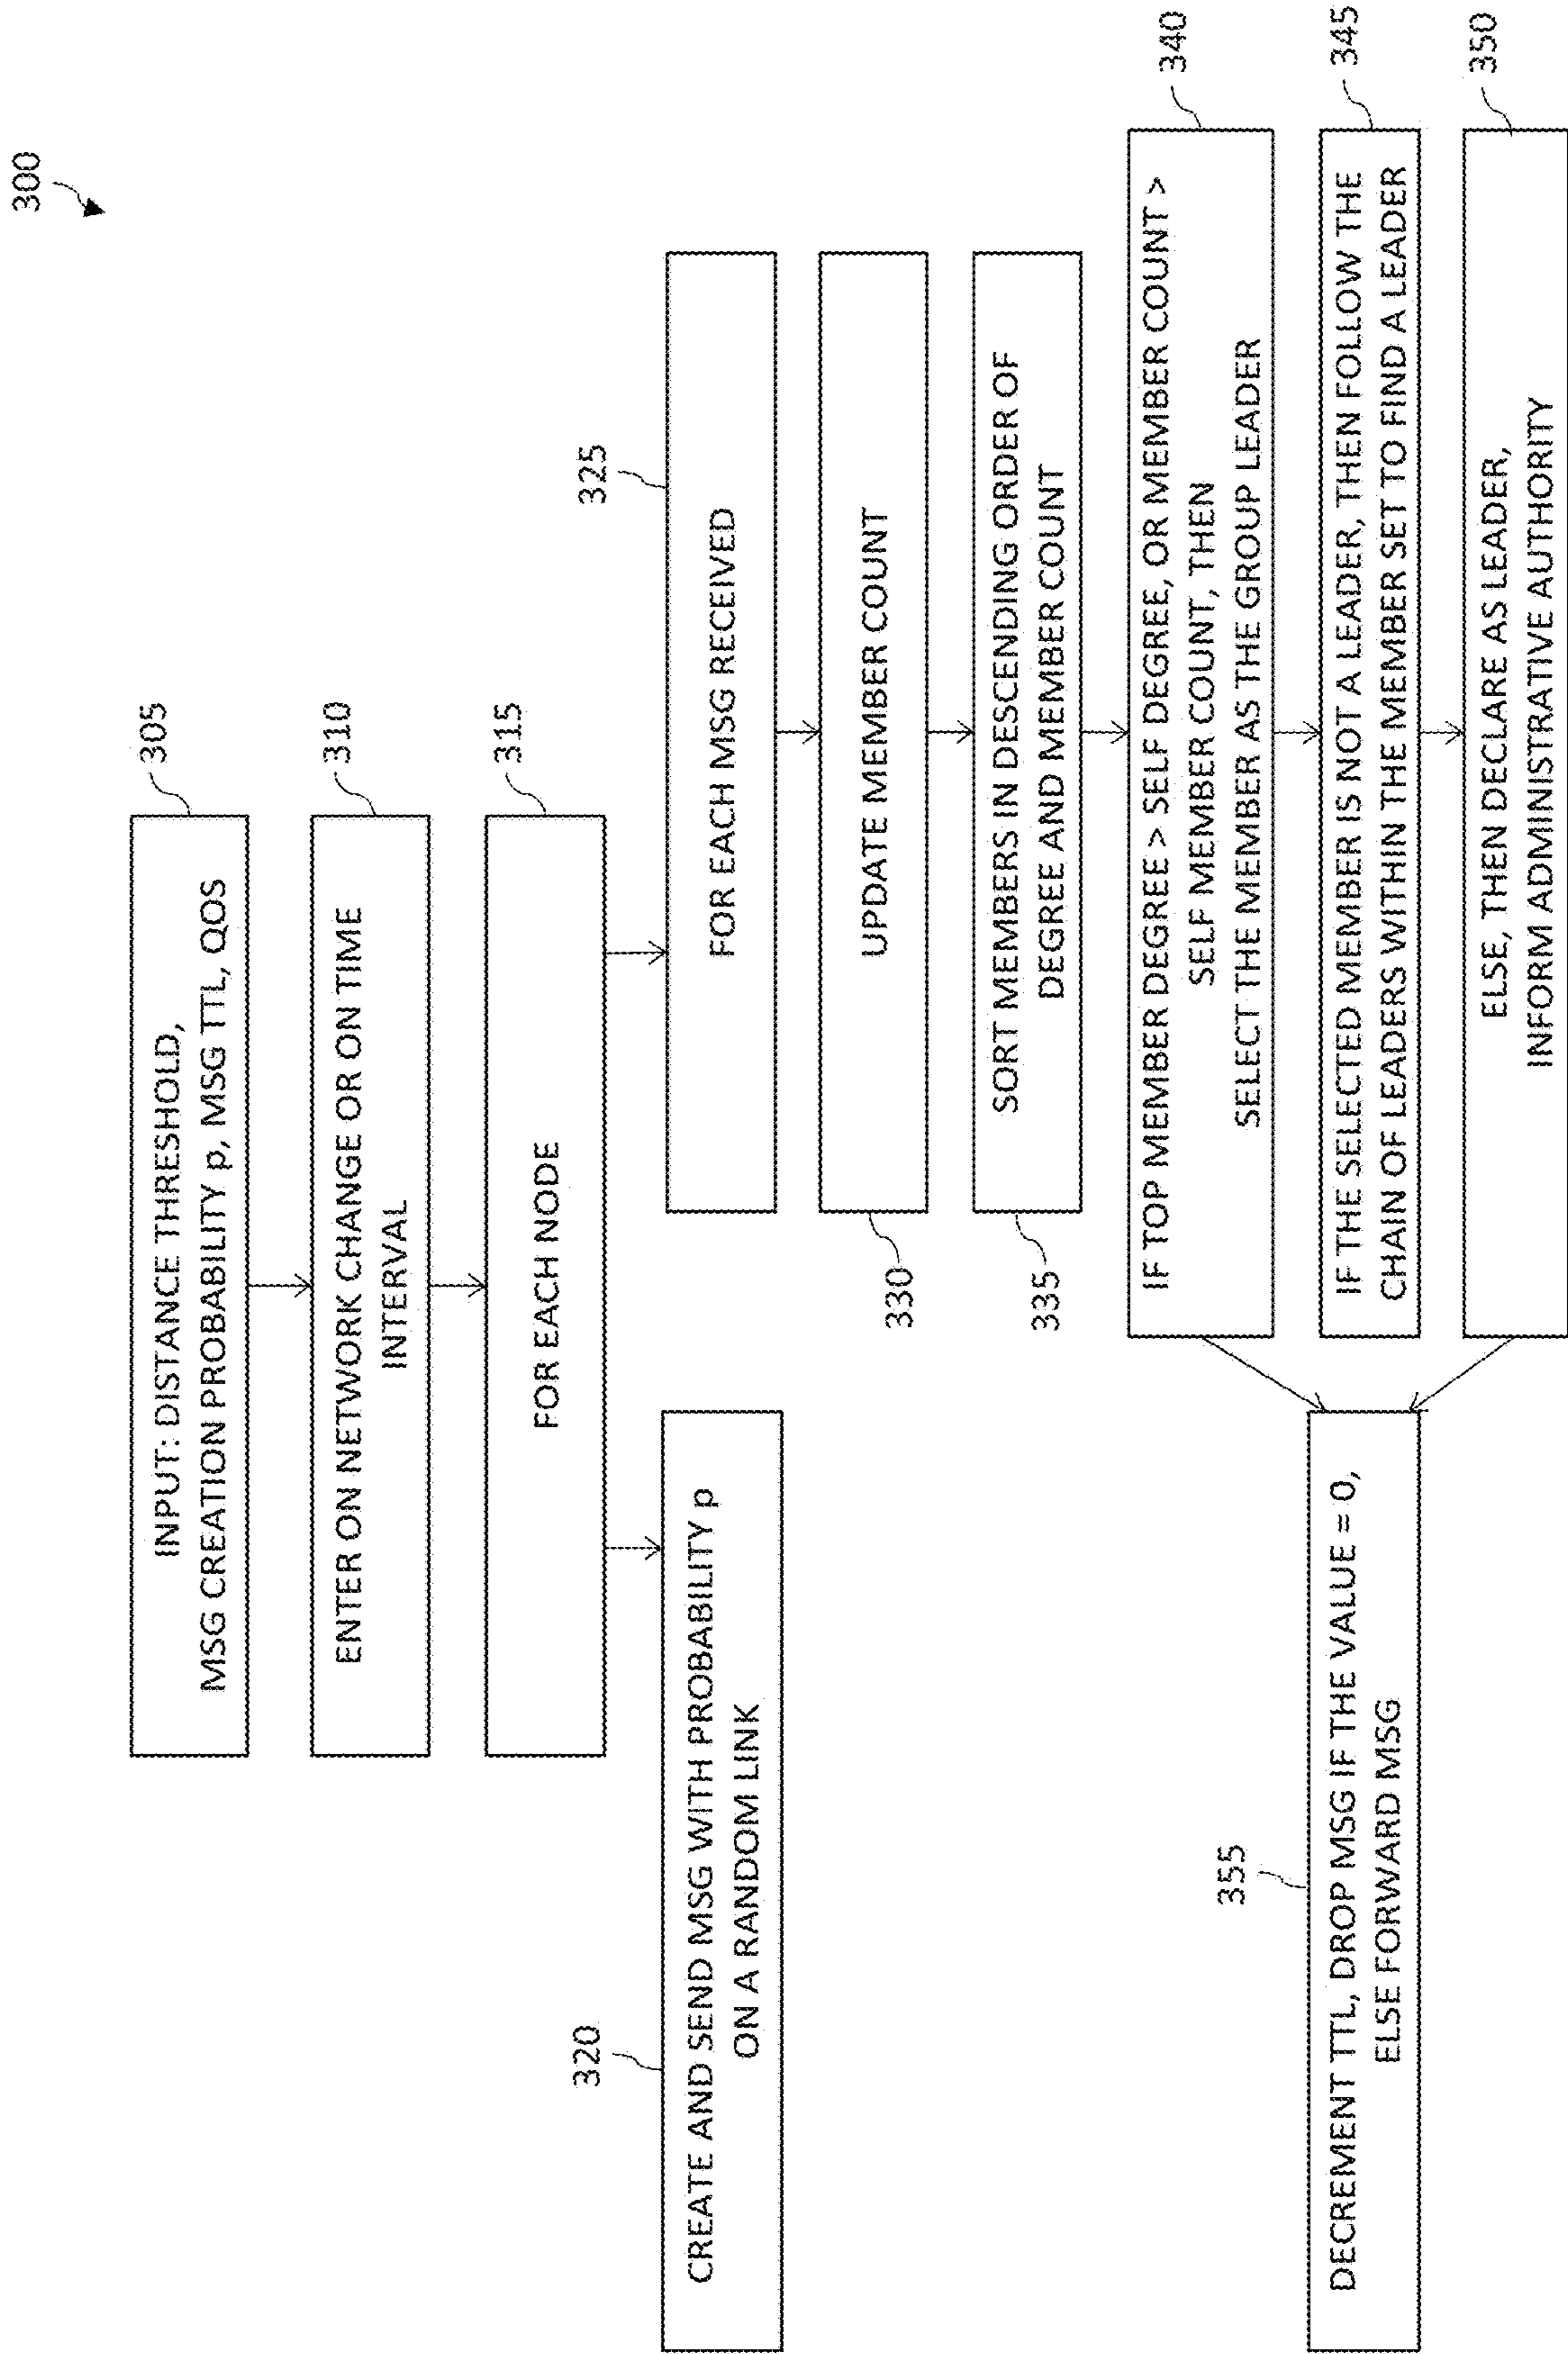 300
305
INPUT: DISTANCE THRESHOLD,
MSG CREATION PROBABILITY p, MSG TTL, QOS
310
ENTER ON NETWORK CHANGE OR ON TIME
INTERVAL
315
FOR EACH NODE
320
CREATE AND SEND MSG WITH PROBABILITY p
ON A RANDOM LINK
325
FOR EACH MSG RECEIVED
330
UPDATE MEMBER COUNT
335
SORT MEMBERS IN DESCENDING ORDER OF
DEGREE AND MEMBER COUNT
340
IF TOP MEMBER DEGREE > SELF DEGREE, OR MEMBER COUNT >
SELF MEMBER COUNT, THEN
SELECT THE MEMBER AS THE GROUP LEADER
345
IF THE SELECTED MEMBER IS NOT A LEADER, THEN FOLLOW THE
CHAIN OF LEADERS WITHIN THE MEMBER SET TO FIND A LEADER
350
ELSE, THEN DECLARE AS LEADER,
INFORM ADMINISTRATIVE AUTHORITY
355
DECREMENT TTL, DROP MSG IF THE VALUE = 0,
ELSE FORWARD MSG